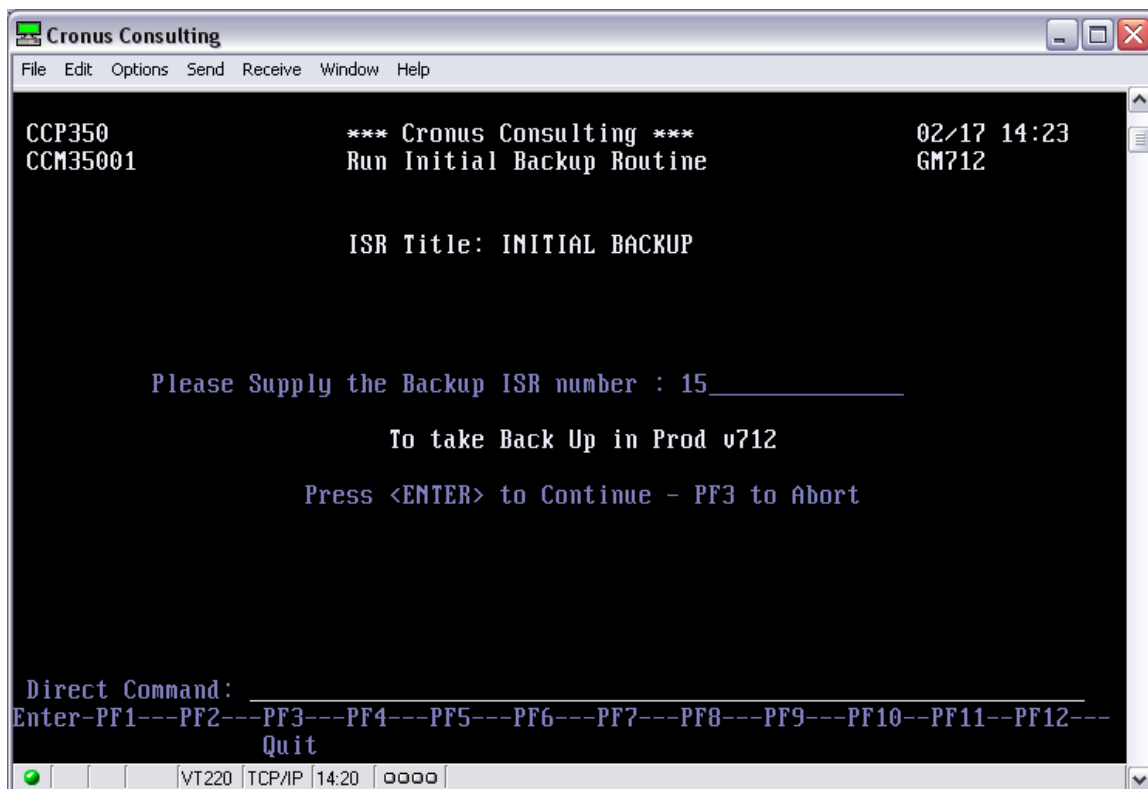 Cronus Consulting
File Edit Options Send Receive Window Help
CCP350 *** Cronus Consulting *** 02/17 14:23
CCM35001 Run Initial Backup Routine GM712
ISR Title: INITIAL BACKUP
Please Supply the Backup ISR number : 15_______________
To take Back Up in Prod v712
Press <ENTER> to Continue - PF3 to Abort
Direct Command: ____________________________________________________________
Enter-PF1---PF2---PF3---PF4---PF5---PF6---PF7---PF8---PF9---PF10--PF11--PF12---
Quit
VT220 TCP/IP 14:20 oooo